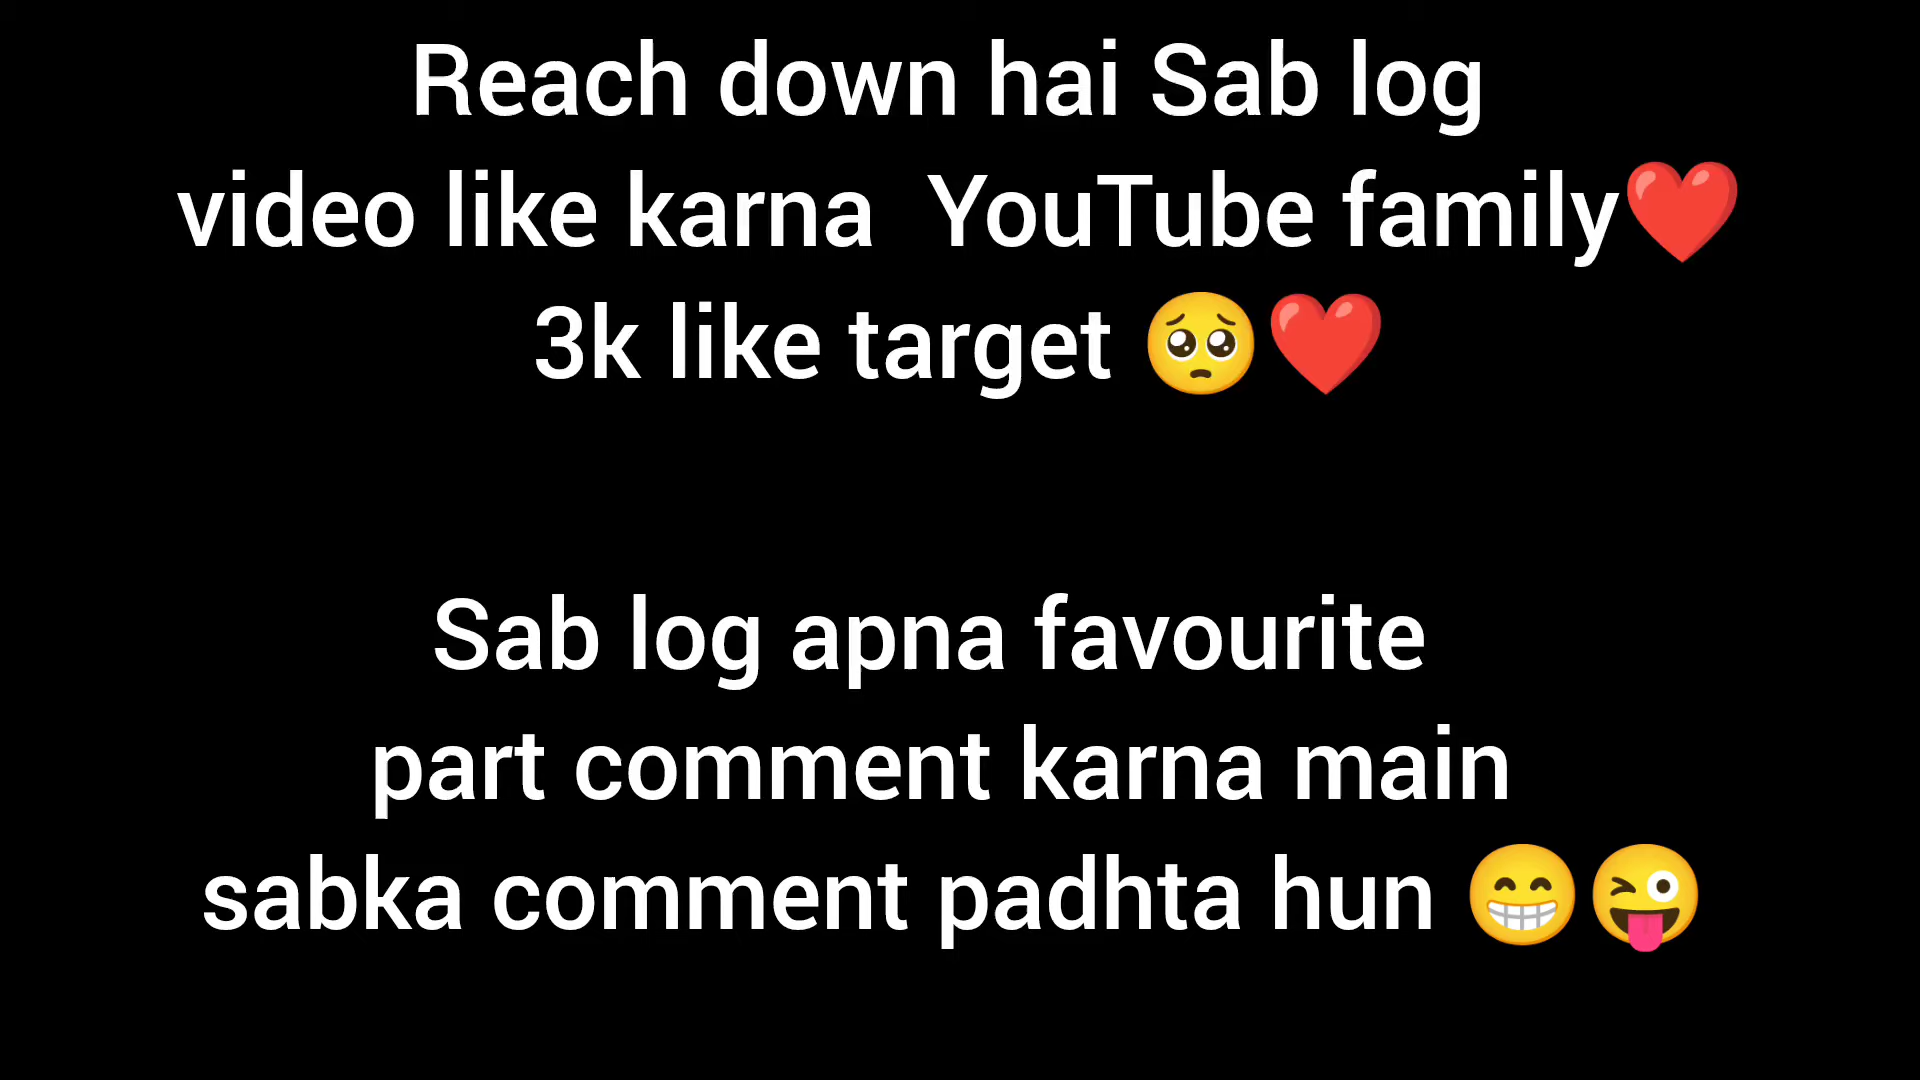 Reach down hai Sab log
video like karna  YouTube family❤️
3k like target 🥺❤️
Sab log apna favourite
part comment karna main
sabka comment padhta hun 😁😜